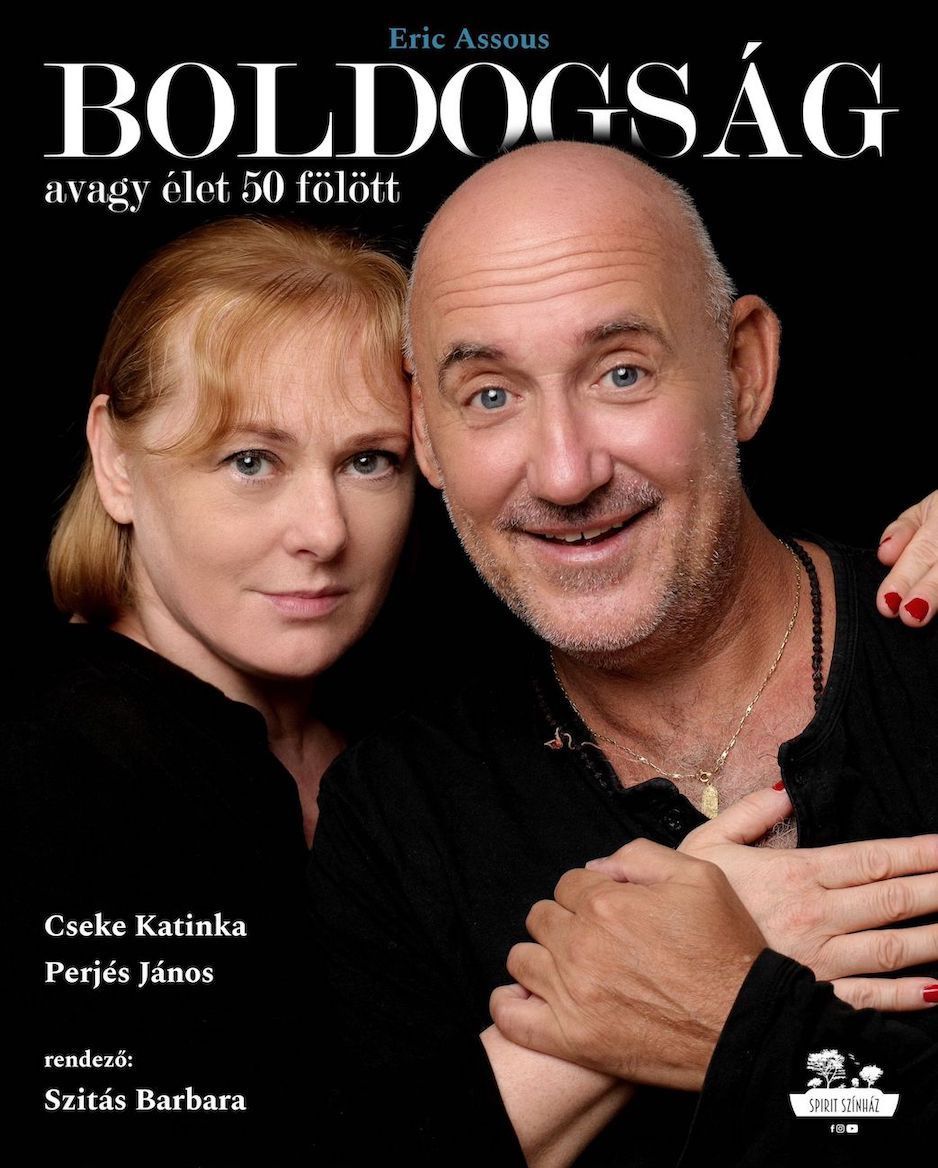 Eric Assous
BOLDOGSÁG
avagy élet 50 fölött
Cseke Katinka
Perjés János
rendező:
Szitás Barbara
SPIRIT SZÍNHÁZ